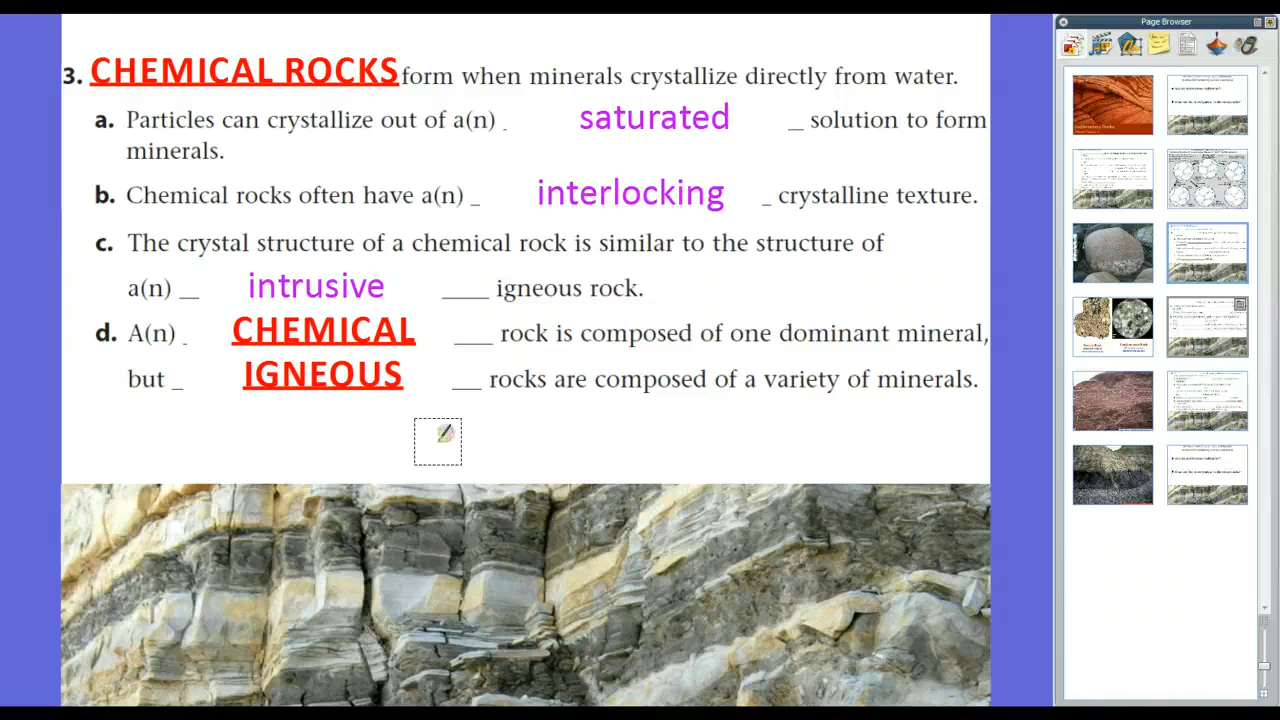 Page Browser
3. CHEMICAL ROCKS form when minerals crystallize directly from water.
a. Particles can crystallize out of a(n) saturated __ solution to form
minerals.
b. Chemical rocks often have a(n) _ interlocking _ crystalline texture.
c. The crystal structure of a chemical rock is similar to the structure of
a(n) __ intrusive ____ igneous rock.
d. A(n) CHEMICAL ___ rock is composed of one dominant mineral,
but _ IGNEOUS ___ rocks are composed of a variety of minerals.